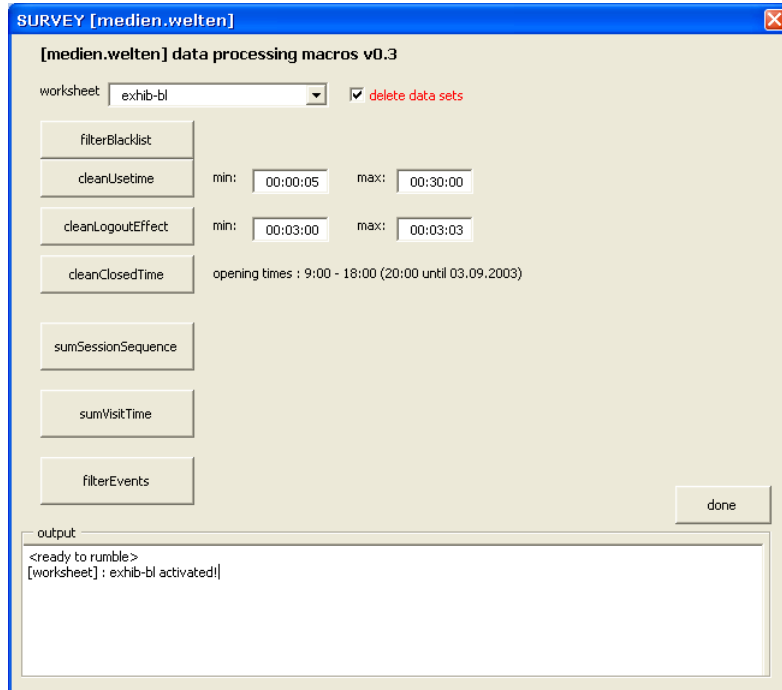 SURVEY [medien.welten]
[medien.welten] data processing macros v0.3
worksheet exhib-bl delete data sets
filterBlacklist
cleanUsetime min: 00:00:05 max: 00:30:00
cleanLogoutEffect min: 00:03:00 max: 00:03:03
cleanClosedTime opening times : 9:00 - 18:00 (20:00 until 03.09.2003)
sumSessionSequence
sumVisitTime
filterEvents
done
output
<ready to rumble>
[worksheet] : exhib-bl activated!